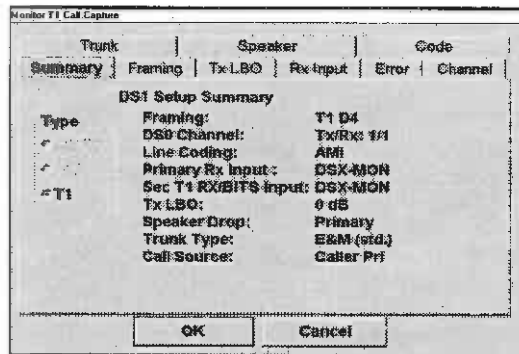 Monitor T1 Call Capture
Trunk Speaker Code
Summary Framing Tx LBO Rx Input Error Channel
DS1 Setup Summary
Type
T1
Framing: T1 D4
DS0 Channel: Tx/Rx: 1/1
Line Coding: AMI
Primary Rx Input : DSX-MON
Sec T1 RX/BITS Input: DSX-MON
Tx LBO: 0 dB
Speaker Drop: Primary
Trunk Type: E&M (std.)
Call Source: Caller Pri
OK Cancel